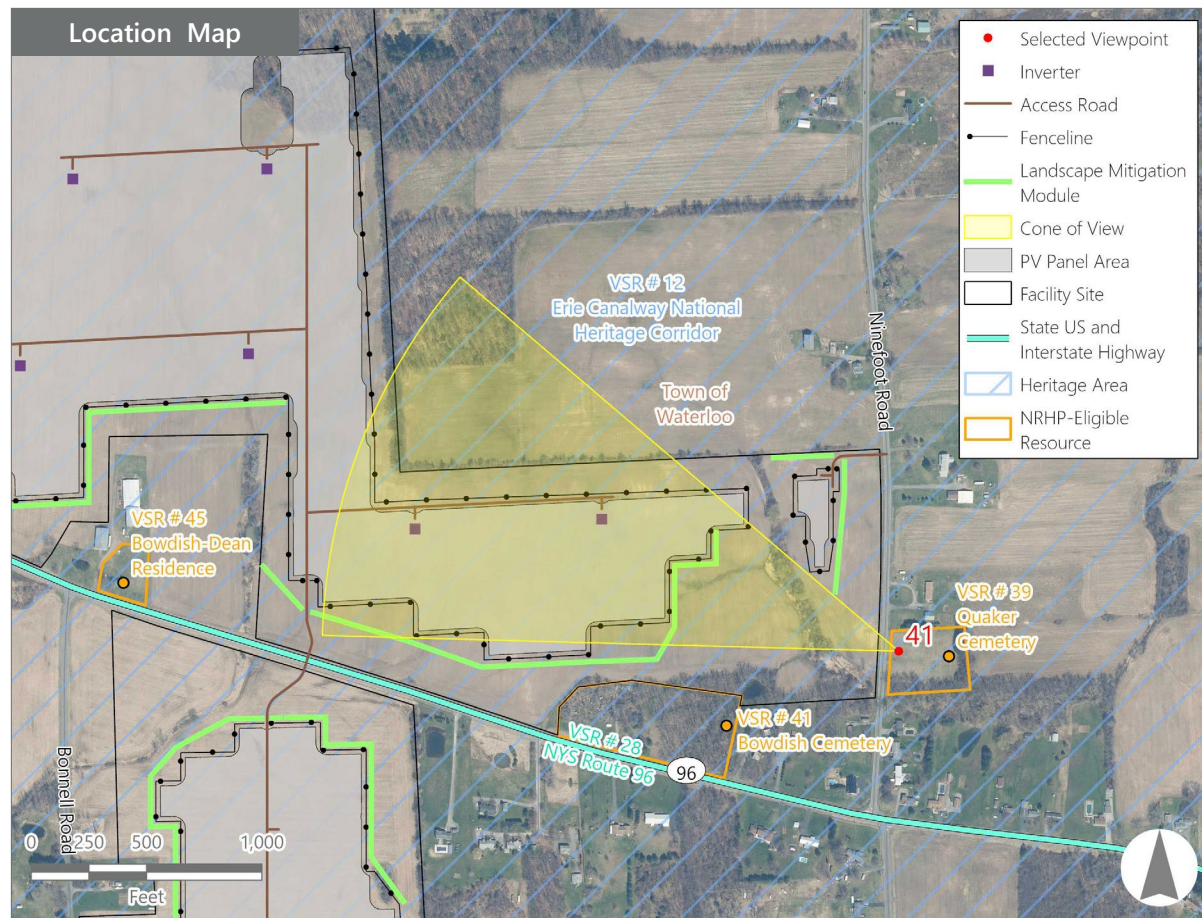 Location Map
Selected Viewpoint
Inverter
Access Road
Fenceline
Landscape Mitigation
Module
Cone of View
PV Panel Area
Facility Site
State US and
Interstate Highway
Heritage Area
NRHP-Eligible
Resource
VSR # 12
Erie Canalway National
Heritage Corridor
Ninefoot Road
Town of
Waterloo
VSR # 45
Bowdish-Dean
Residence
VSR # 39
Quaker
Cemetery
41
VSR # 41
Bowdish Cemetery
VSR # 28
NYS Route 96
96
Bonnell Road
0 250 500 1,000
Feet